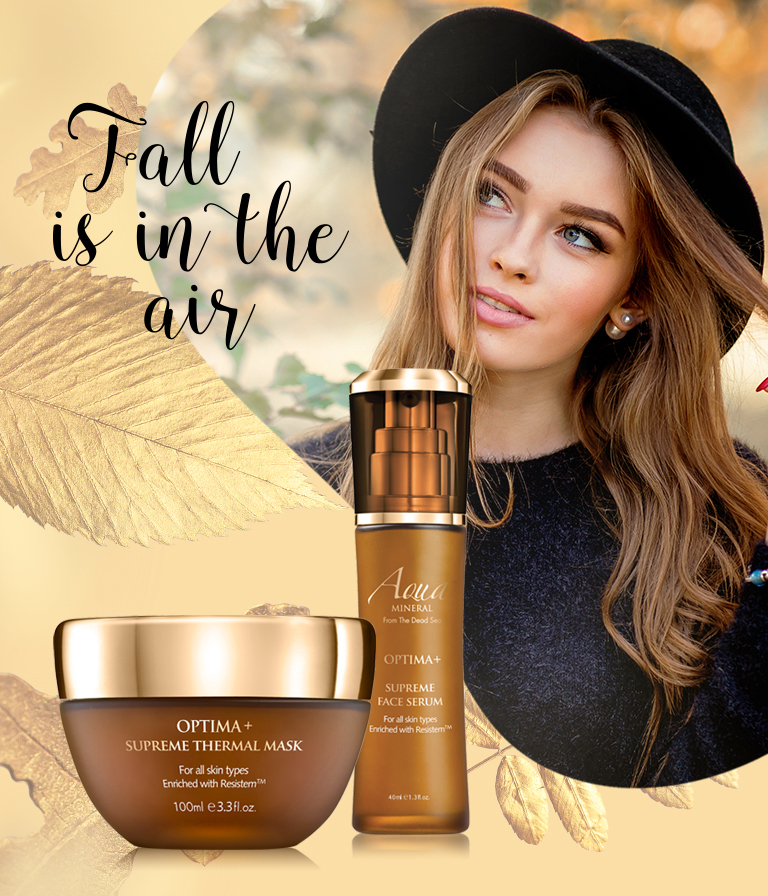 Fall
is in the
air
Aqua
MINERAL
From The Dead Sea
OPTIMA+
SUPREME
FACE SERUM
For all skin types
Enriched with Resistem™
40ml e1.3fl.oz.
OPTIMA+
SUPREME THERMAL MASK
For all skin types
Enriched with Resistem™
100ml e3.3fl.oz.